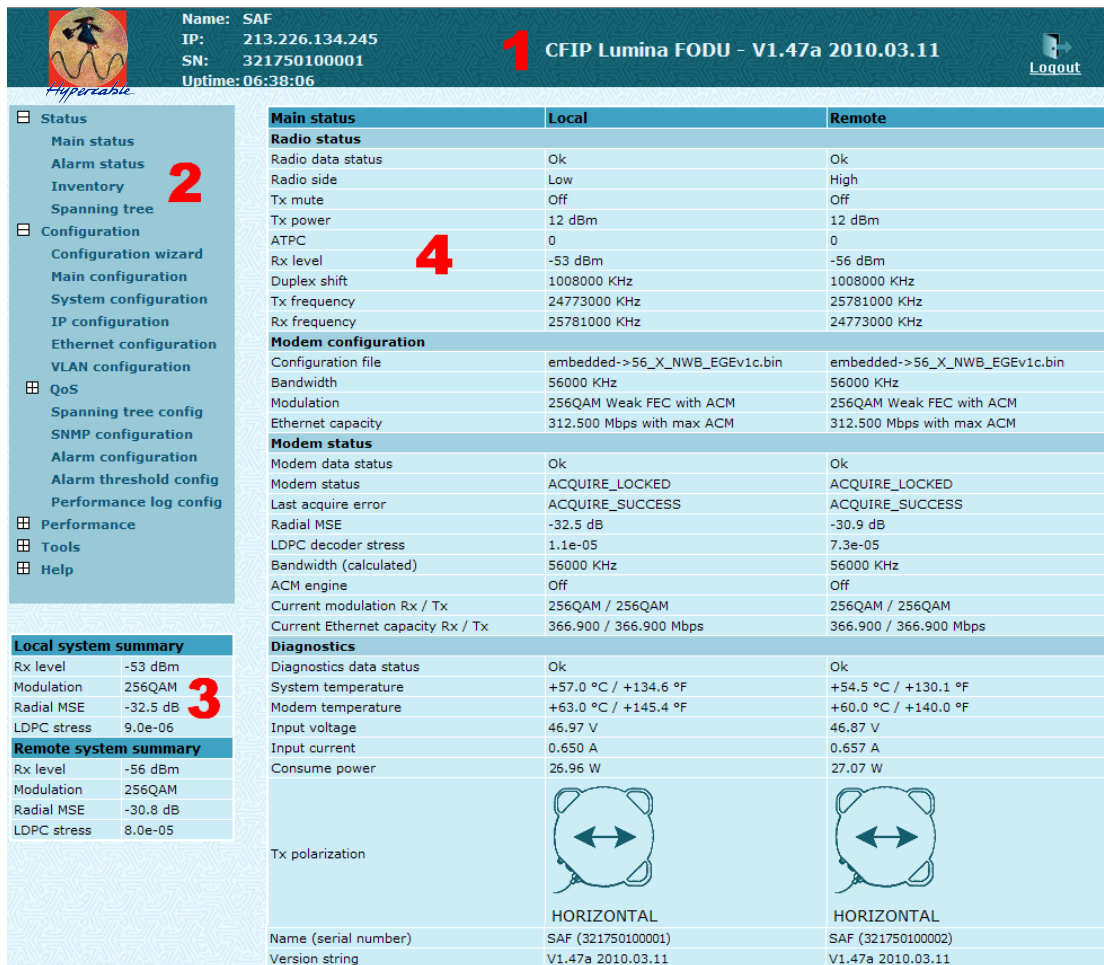 Name: SAF
IP: 213.226.134.245
SN: 321750100001
Uptime: 06:38:06
Hypercable
1
CFIP Lumina FODU - V1.47a 2010.03.11
Logout
Status
Main status
Alarm status
Inventory
Spanning tree
2
Configuration
Configuration wizard
Main configuration
System configuration
IP configuration
Ethernet configuration
VLAN configuration
QoS
Spanning tree config
SNMP configuration
Alarm configuration
Alarm threshold config
Performance log config
Performance
Tools
Help
Local system summary
Rx level -53 dBm
Modulation 256QAM
Radial MSE -32.5 dB
LDPC stress 9.0e-06
3
Remote system summary
Rx level -56 dBm
Modulation 256QAM
Radial MSE -30.8 dB
LDPC stress 8.0e-05
Main status Local Remote
Radio status
Radio data status Ok Ok
Radio side Low High
Tx mute Off Off
Tx power 12 dBm 12 dBm
ATPC 0 0
4
Rx level -53 dBm -56 dBm
Duplex shift 1008000 KHz 1008000 KHz
Tx frequency 24773000 KHz 25781000 KHz
Rx frequency 25781000 KHz 24773000 KHz
Modem configuration
Configuration file embedded->56_X_NWB_EGEv1c.bin embedded->56_X_NWB_EGEv1c.bin
Bandwidth 56000 KHz 56000 KHz
Modulation 256QAM Weak FEC with ACM 256QAM Weak FEC with ACM
Ethernet capacity 312.500 Mbps with max ACM 312.500 Mbps with max ACM
Modem status
Modem data status Ok Ok
Modem status ACQUIRE_LOCKED ACQUIRE_LOCKED
Last acquire error ACQUIRE_SUCCESS ACQUIRE_SUCCESS
Radial MSE -32.5 dB -30.9 dB
LDPC decoder stress 1.1e-05 7.3e-05
Bandwidth (calculated) 56000 KHz 56000 KHz
ACM engine Off Off
Current modulation Rx / Tx 256QAM / 256QAM 256QAM / 256QAM
Current Ethernet capacity Rx / Tx 366.900 / 366.900 Mbps 366.900 / 366.900 Mbps
Diagnostics
Diagnostics data status Ok Ok
System temperature +57.0 °C / +134.6 °F +54.5 °C / +130.1 °F
Modem temperature +63.0 °C / +145.4 °F +60.0 °C / +140.0 °F
Input voltage 46.97 V 46.87 V
Input current 0.650 A 0.657 A
Consume power 26.96 W 27.07 W
Tx polarization HORIZONTAL HORIZONTAL
Name (serial number) SAF (321750100001) SAF (321750100002)
Version string V1.47a 2010.03.11 V1.47a 2010.03.11